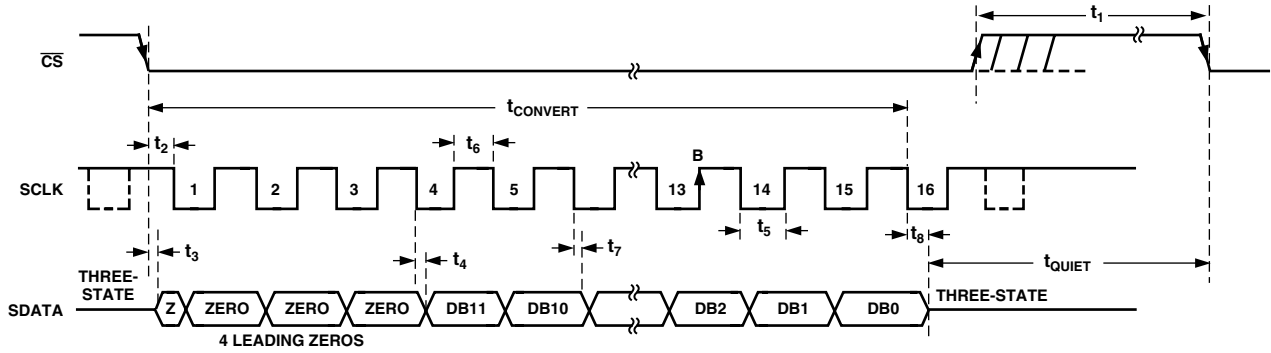 t1
CS
tCONVERT
t2
t6
B
SCLK
1 2 3 4 5 13 14 15 16
t3
t4
t7
t5
t8
tQUIET
THREE-
STATE
THREE-STATE
SDATA
Z ZERO ZERO ZERO DB11 DB10 DB2 DB1 DB0
4 LEADING ZEROS